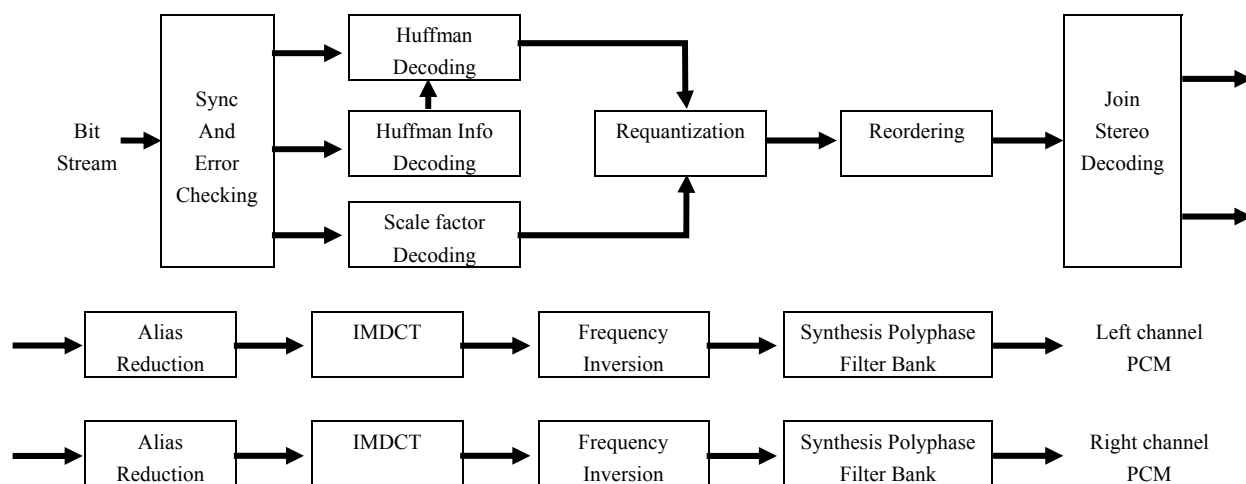 Bit
Stream
Sync
And
Error
Checking
Huffman
Decoding
Huffman Info
Decoding
Scale factor
Decoding
Requantization
Reordering
Join
Stereo
Decoding
Alias
Reduction
IMDCT
Frequency
Inversion
Synthesis Polyphase
Filter Bank
Left channel
PCM
Alias
Reduction
IMDCT
Frequency
Inversion
Synthesis Polyphase
Filter Bank
Right channel
PCM